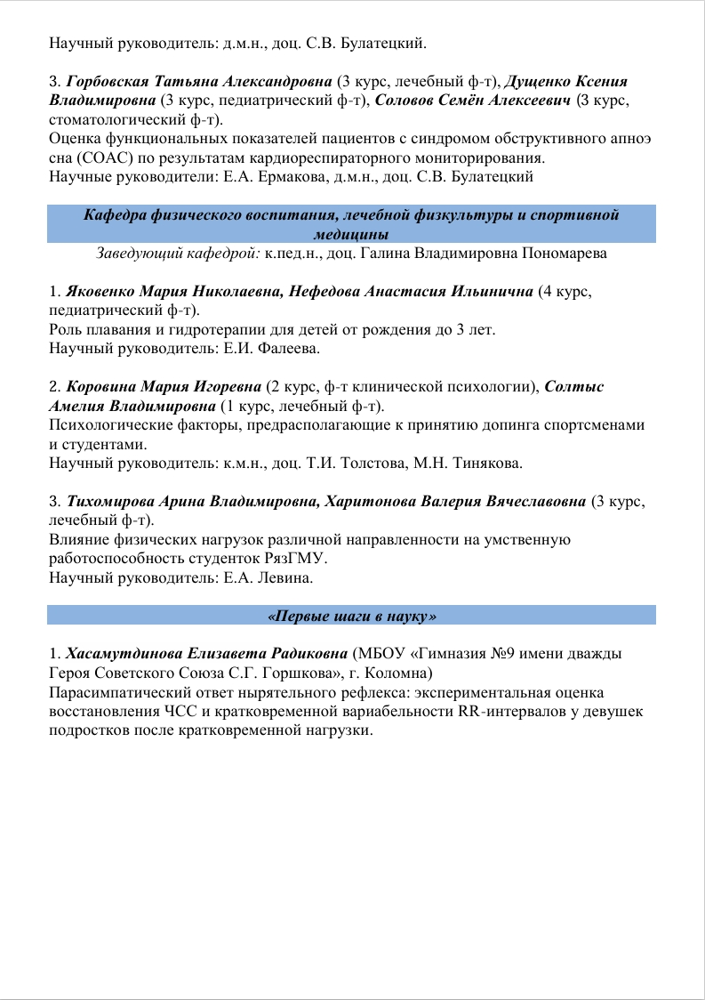 Научный руководитель: д.м.н., доц. С.В. Булатецкий.
3. Горбовская Татьяна Александровна (3 курс, лечебный ф-т), Дущенко Ксения
Владимировна (3 курс, педиатрический ф-т), Соловов Семён Алексеевич (3 курс,
стоматологический ф-т).
Оценка функциональных показателей пациентов с синдромом обструктивного апноэ
сна (СОАС) по результатам кардиореспираторного мониторирования.
Научные руководители: Е.А. Ермакова, д.м.н., доц. С.В. Булатецкий
Кафедра физического воспитания, лечебной физкультуры и спортивной
медицины
Заведующий кафедрой: к.пед.н., доц. Галина Владимировна Пономарева
1. Яковенко Мария Николаевна, Нефедова Анастасия Ильинична (4 курс,
педиатрический ф-т).
Роль плавания и гидротерапии для детей от рождения до 3 лет.
Научный руководитель: Е.И. Фалеева.
2. Коровина Мария Игоревна (2 курс, ф-т клинической психологии), Солтыс
Амелия Владимировна (1 курс, лечебный ф-т).
Психологические факторы, предрасполагающие к принятию допинга спортсменами
и студентами.
Научный руководитель: к.м.н., доц. Т.И. Толстова, М.Н. Тинякова.
3. Тихомирова Арина Владимировна, Харитонова Валерия Вячеславовна (3 курс,
лечебный ф-т).
Влияние физических нагрузок различной направленности на умственную
работоспособность студенток РязГМУ.
Научный руководитель: Е.А. Левина.
«Первые шаги в науку»
1. Хасамутдинова Елизавета Радиковна (МБОУ «Гимназия №9 имени дважды
Героя Советского Союза С.Г. Горшкова», г. Коломна)
Парасимпатический ответ нырятельного рефлекса: экспериментальная оценка
восстановления ЧСС и кратковременной вариабельности RR-интервалов у девушек
подростков после кратковременной нагрузки.